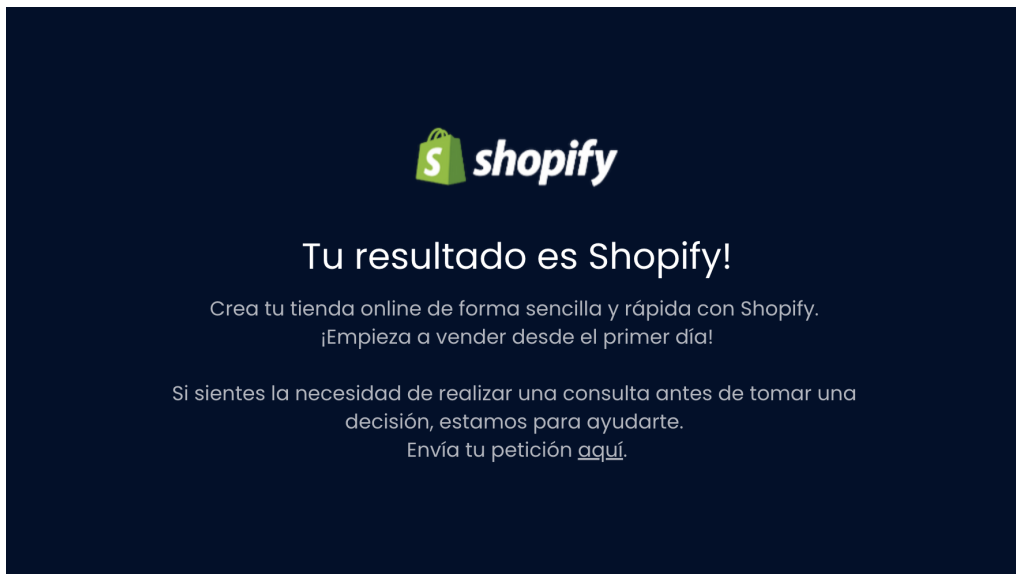 shopify
Tu resultado es Shopify!
Crea tu tienda online de forma sencilla y rápida con Shopify.
¡Empieza a vender desde el primer día!
Si sientes la necesidad de realizar una consulta antes de tomar una
decisión, estamos para ayudarte.
Envía tu petición aquí.